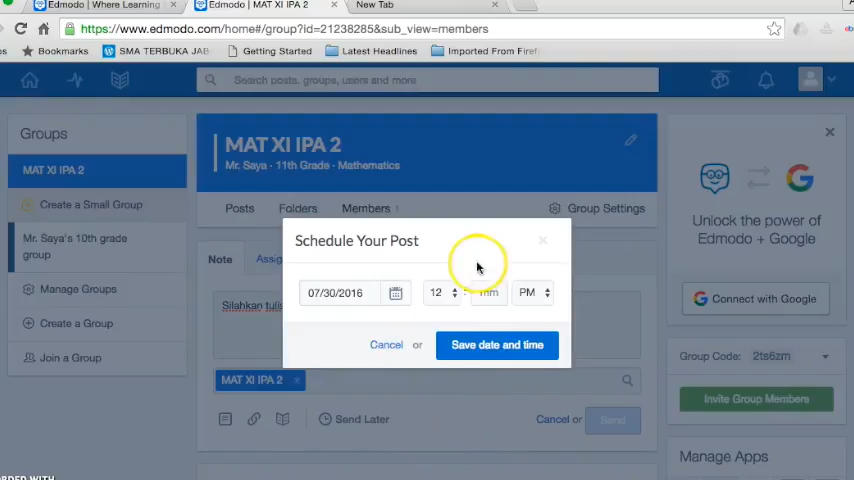 Edmodo | Where Learning
Edmodo | MAT XI IPA 2
New Tab
https://www.edmodo.com/home#/group?id=21238285&sub_view=members
Bookmarks
SMA TERBUKA JAB
Getting Started
Latest Headlines
Imported From Firef
Search posts, groups, users and more
Groups
MAT XI IPA 2
Create a Small Group
Mr. Saya's 10th grade
group
Manage Groups
Create a Group
Join a Group
MAT XI IPA 2
Mr. Saya · 11th Grade · Mathematics
Posts
Folders
Members 1
Group Settings
Note
Assig
Silahkan tulis
MAT XI IPA 2 ×
Send Later
Cancel or
Send
Schedule Your Post
×
07/30/2016
12
:
mm
PM
Cancel or
Save date and time
Unlock the power of
Edmodo + Google
Connect with Google
Group Code: 2ts6zm
Invite Group Members
Manage Apps